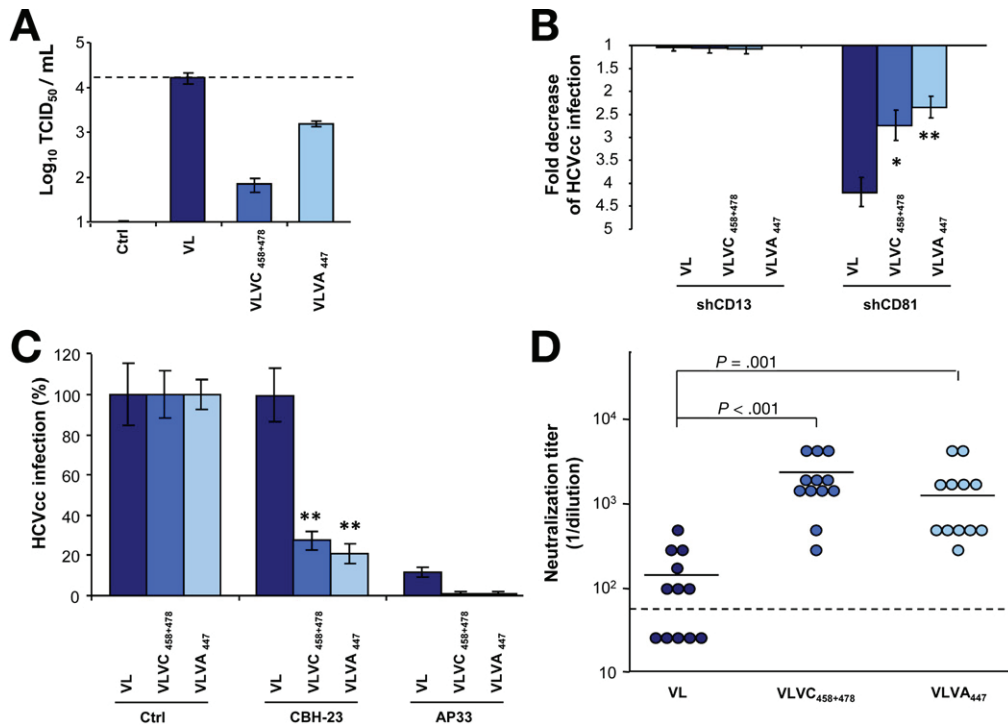 A
5
4
3
2
1
Log10 TCID50 / mL
Ctrl
VL
VLVC 458+478
VLVA 447
B
1
1.5
2
2.5
3
3.5
4
4.5
5
Fold decrease
of HCVcc infection
*
**
VL
VLVC 458+478
VLVA 447
VL
VLVC 458+478
VLVA 447
shCD13
shCD81
C
120
100
80
60
40
20
0
HCVcc infection (%)
**
**
VL
VLVC 458+478
VLVA 447
VL
VLVC 458+478
VLVA 447
VL
VLVC 458+478
VLVA 447
Ctrl
CBH-23
AP33
D
P = .001
P < .001
10^4
10^3
10^2
10
Neutralization titer
(1/dilution)
VL
VLVC458+478
VLVA447